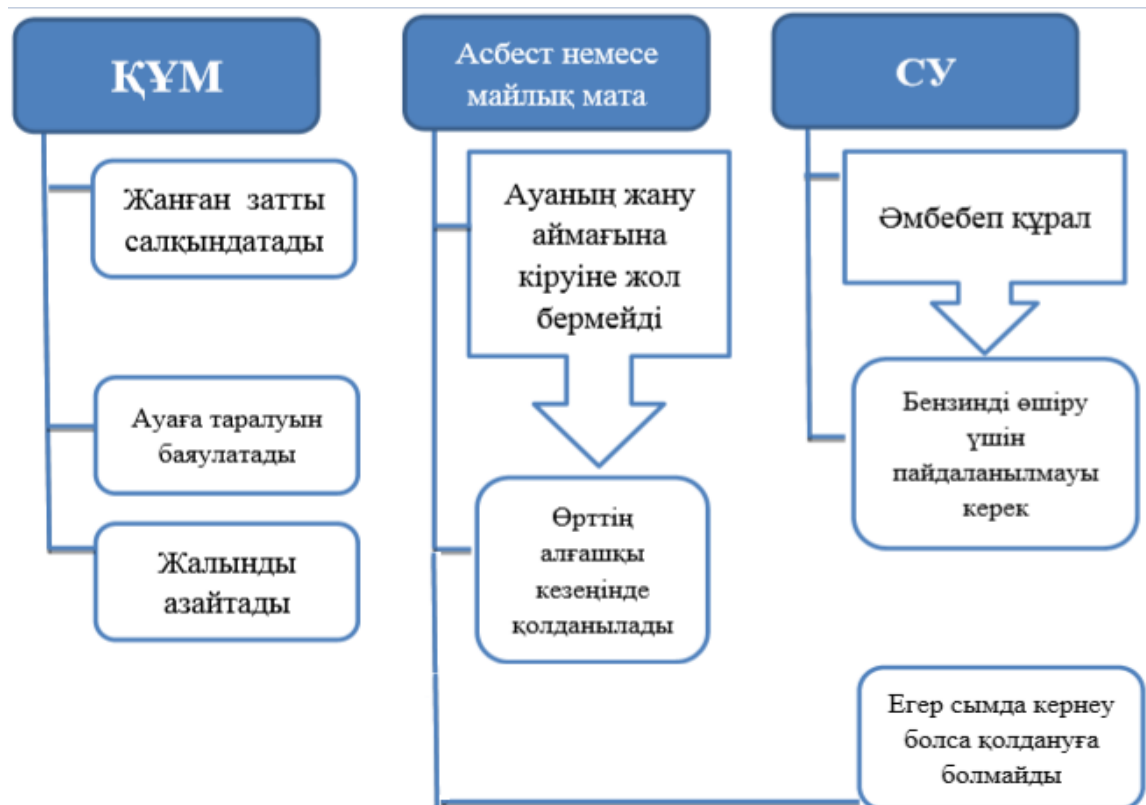 ҚҰМ
Жанған затты
салқындатады
Ауаға таралуын
баяулатады
Жалынды
азайтады
Асбест немесе
майлық мата
Ауаның жану
аймағына
кіруіне жол
бермейді
Өрттің
алғашқы
кезеңінде
қолданылады
СУ
Әмбебеп құрал
Бензинді өшіру
үшін
пайдаланылмауы
керек
Егер сымда кернеу
болса қолдануға
болмайды